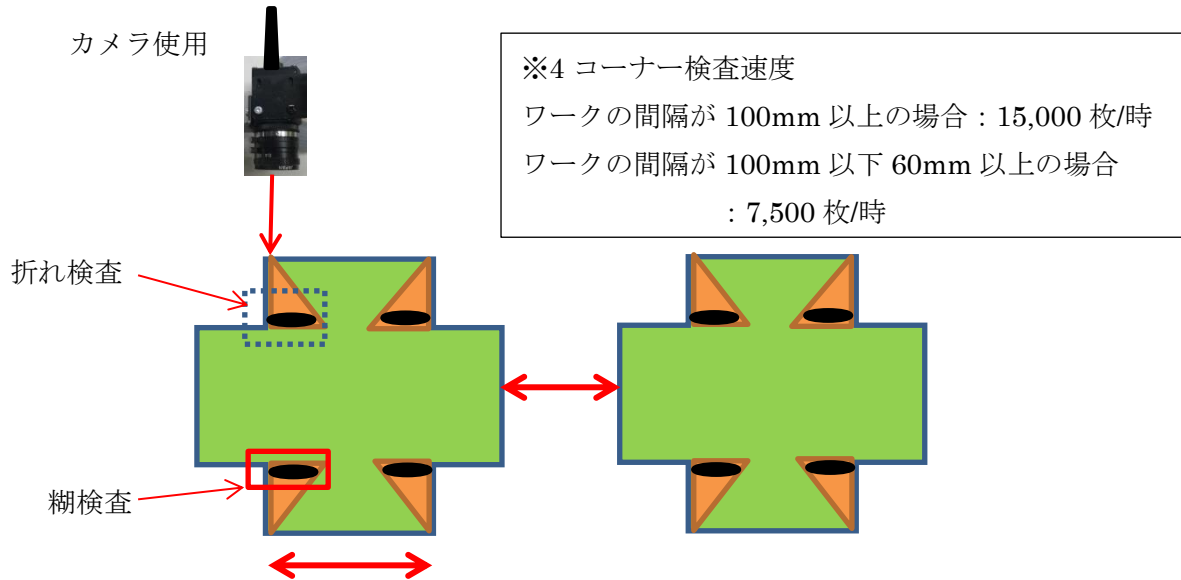 カメラ使用
※4 コーナー検査速度
ワークの間隔が 100mm 以上の場合：15,000 枚/時
ワークの間隔が 100mm 以下 60mm 以上の場合
：7,500 枚/時
折れ検査
糊検査